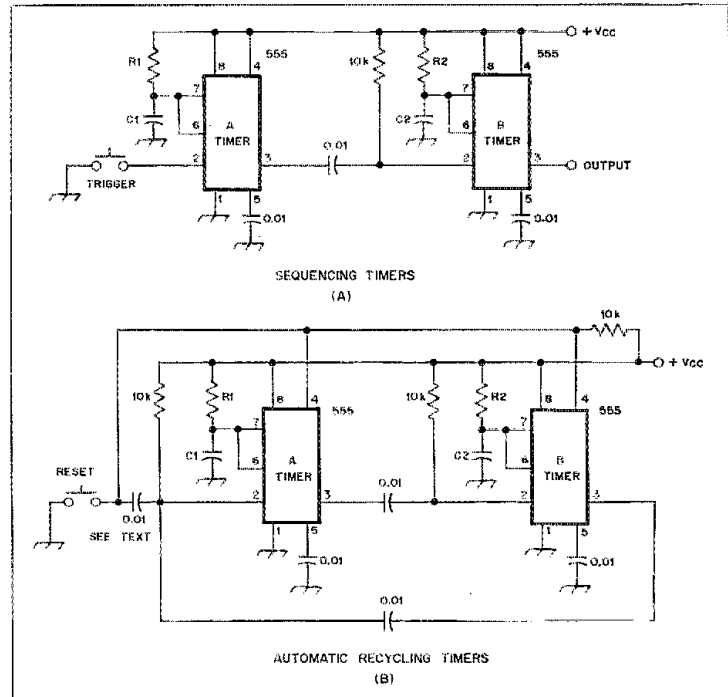 + Vcc
R1
8
4
555
10k
R2
8
4
555
7
7
C1
6
A
TIMER
C2
6
B
TIMER
0.01
2
3
2
3
OUTPUT
TRIGGER
1
5
0.01
1
5
0.01
SEQUENCING TIMERS
(A)
10k
+ Vcc
10k
R1
8
4
555
10k
R2
8
4
555
7
7
C1
6
A
TIMER
C2
6
B
TIMER
RESET
0.01
2
3
2
3
0.01
SEE TEXT
1
5
0.01
1
5
0.01
0.01
AUTOMATIC RECYCLING TIMERS
(B)